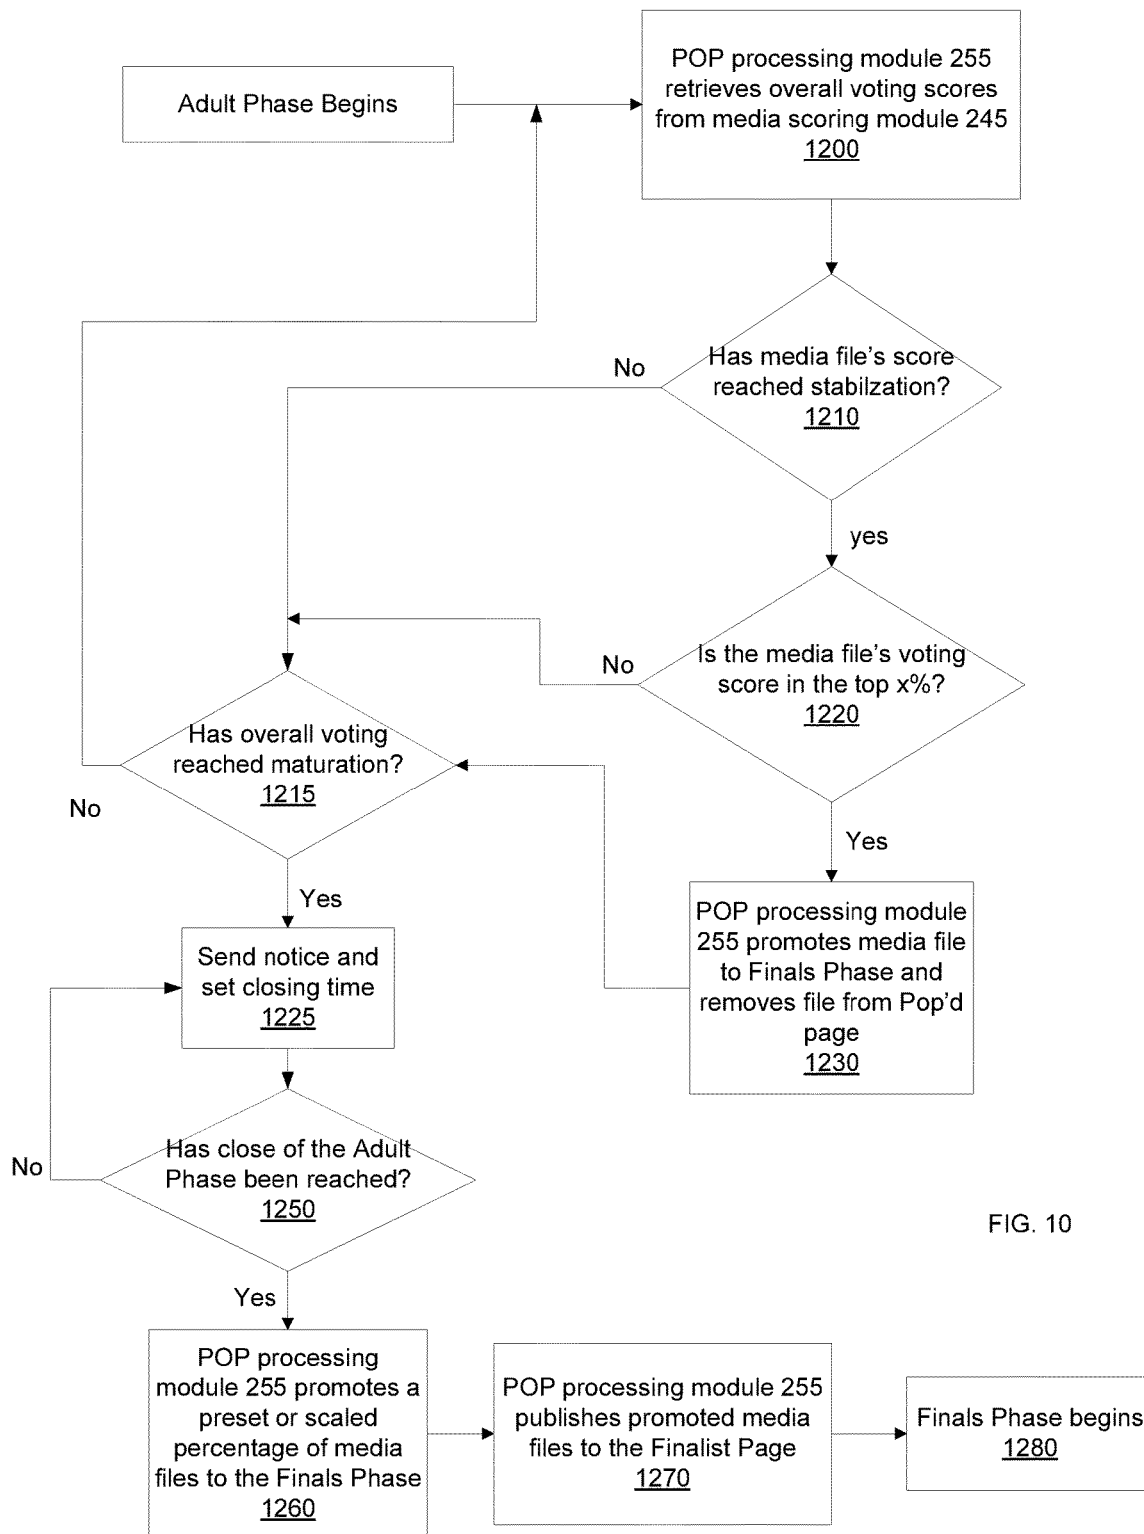 Adult Phase Begins
POP processing module 255
retrieves overall voting scores
from media scoring module 245
1200
Has media file's score
reached stabilzation?
1210
No
yes
Is the media file's voting
score in the top x%?
1220
No
Yes
POP processing module
255 promotes media file
to Finals Phase and
removes file from Pop'd
page
1230
Has overall voting
reached maturation?
1215
No
Yes
Send notice and
set closing time
1225
Has close of the Adult
Phase been reached?
1250
No
Yes
FIG. 10
POP processing
module 255 promotes a
preset or scaled
percentage of media
files to the Finals Phase
1260
POP processing module 255
publishes promoted media
files to the Finalist Page
1270
Finals Phase begins
1280